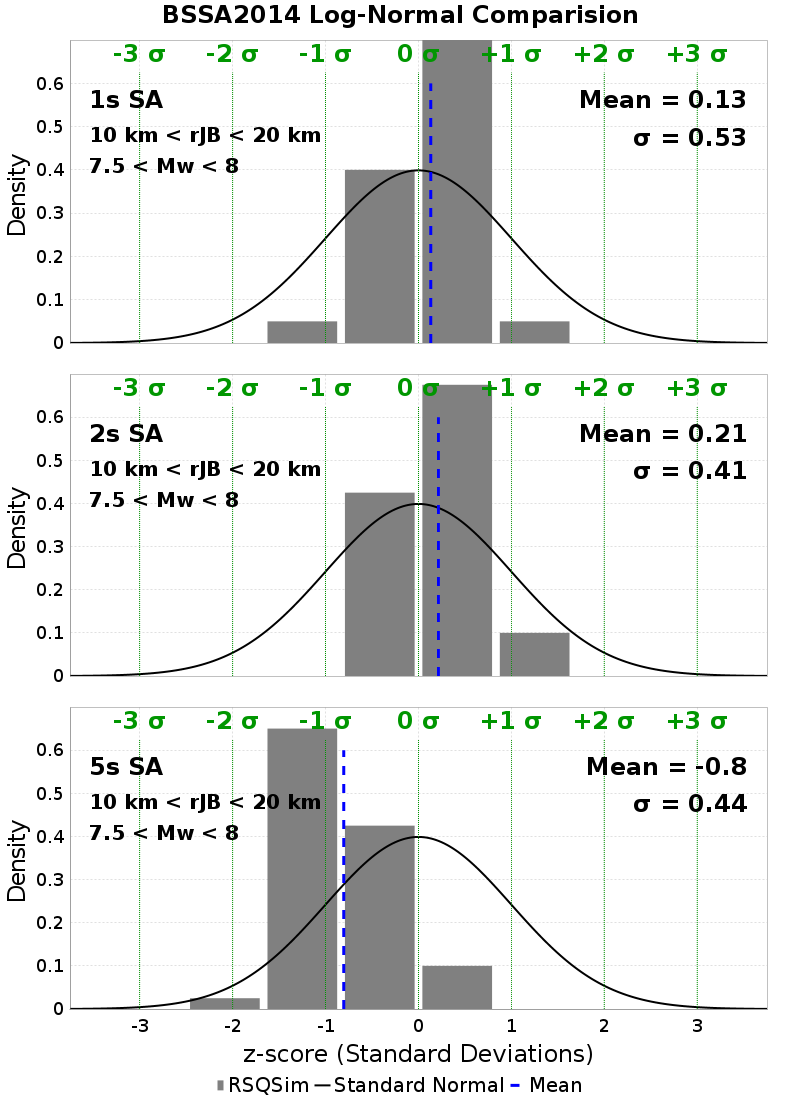 BSSA2014 Log-Normal Comparision
-3 σ -2 σ -1 σ 0 σ +1 σ +2 σ +3 σ
0.6
1s SA Mean = 0.13
0.5
10 km < rJB < 20 km σ = 0.53
7.5 < Mw < 8
0.4
0.3
0.2
0.1
0
Density
-3 σ -2 σ -1 σ 0 σ +1 σ +2 σ +3 σ
0.6
2s SA Mean = 0.21
0.5
10 km < rJB < 20 km σ = 0.41
7.5 < Mw < 8
0.4
0.3
0.2
0.1
0
Density
-3 σ -2 σ -1 σ 0 σ +1 σ +2 σ +3 σ
0.6
5s SA Mean = -0.8
0.5
10 km < rJB < 20 km σ = 0.44
7.5 < Mw < 8
0.4
0.3
0.2
0.1
0
Density
-3 -2 -1 0 1 2 3
z-score (Standard Deviations)
RSQSim Standard Normal Mean